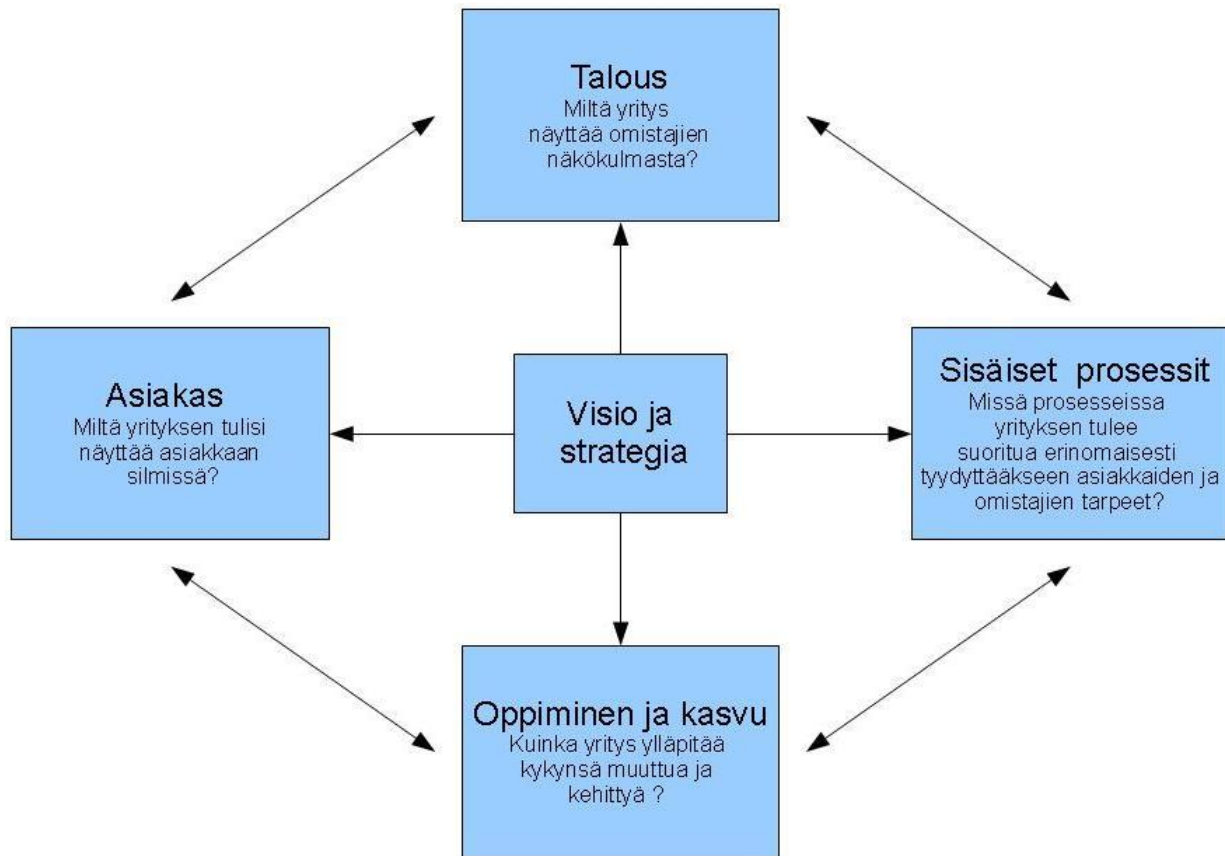 Talous
Miltä yritys
näyttää omistajien
näkökulmasta?
Asiakas
Miltä yrityksen tulisi
näyttää asiakkaan
silmissä?
Visio ja
strategia
Sisäiset prosessit
Missä prosesseissa
yrityksen tulee
suoritua erinomaisesti
tyydyttääkseen asiakkaiden ja
omistajien tarpeet?
Oppiminen ja kasvu
Kuinka yritys ylläpitää
kykynsä muuttua ja
kehittyä ?